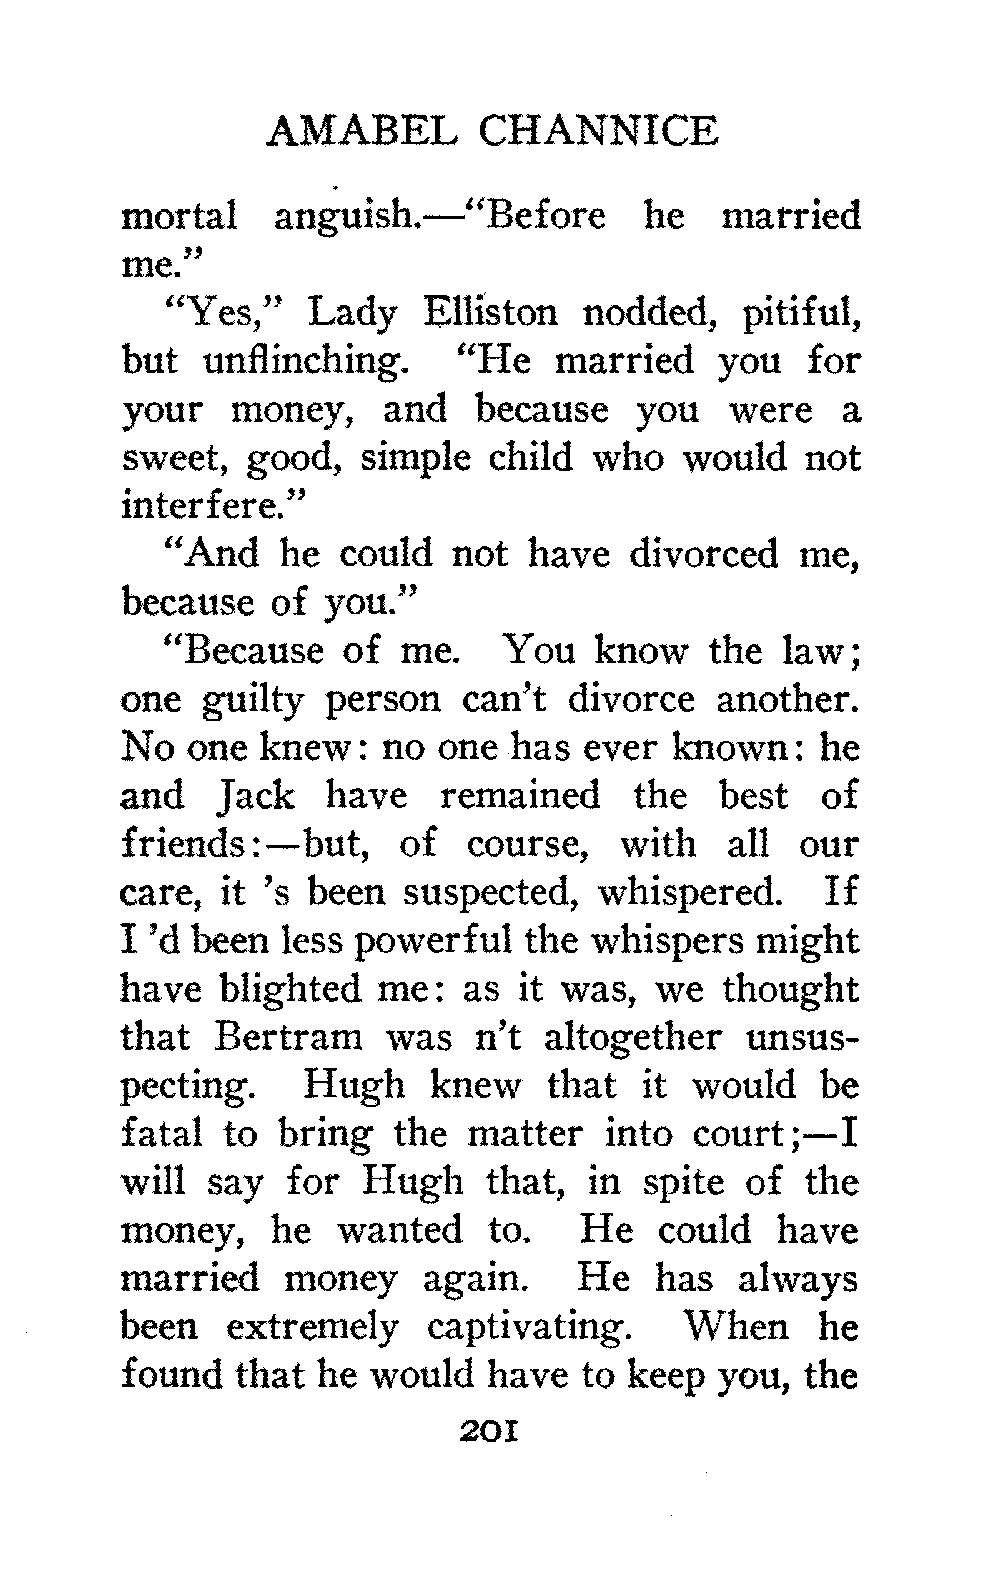 AMABEL CHANNICE
mortal anguish.—“Before he married
me.”
“Yes,” Lady Elliston nodded, pitiful,
but unflinching. “He married you for
your money, and because you were a
sweet, good, simple child who would not
interfere.”
“And he could not have divorced me,
because of you.”
“Because of me. You know the law;
one guilty person can’t divorce another.
No one knew: no one has ever known: he
and Jack have remained the best of
friends:—but, of course, with all our
care, it ’s been suspected, whispered. If
I ’d been less powerful the whispers might
have blighted me: as it was, we thought
that Bertram was n’t altogether unsus-
pecting. Hugh knew that it would be
fatal to bring the matter into court;—I
will say for Hugh that, in spite of the
money, he wanted to. He could have
married money again. He has always
been extremely captivating. When he
found that he would have to keep you, the
201